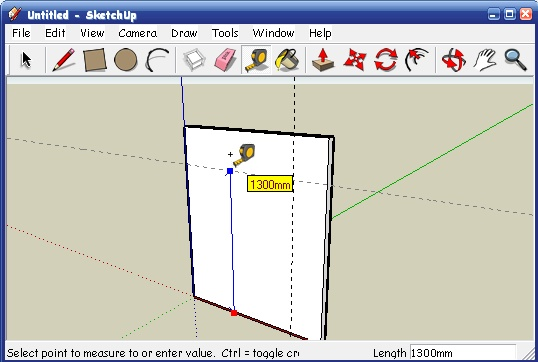 Untitled - SketchUp
File Edit View Camera Draw Tools Window Help
1300mm
Select point to measure to or enter value. Ctrl = toggle cr Length 1300mm